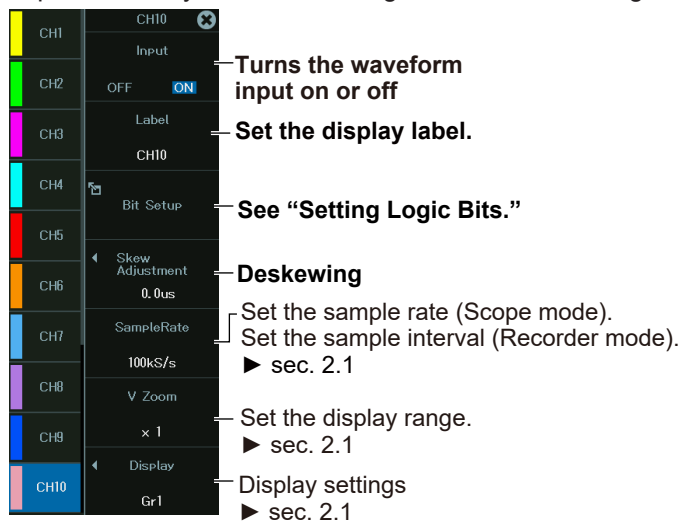 CH1
CH2
CH3
CH4
CH5
CH6
CH7
CH8
CH9
CH10
CH10
Input
OFF ON
Label
CH10
Bit Setup
Skew
Adjustment
0.0us
SampleRate
100kS/s
V Zoom
× 1
Display
Gr1
Turns the waveform
input on or off
Set the display label.
See “Setting Logic Bits.”
Deskewing
Set the sample rate (Scope mode).
Set the sample interval (Recorder mode).
► sec. 2.1
Set the display range.
► sec. 2.1
Display settings
► sec. 2.1